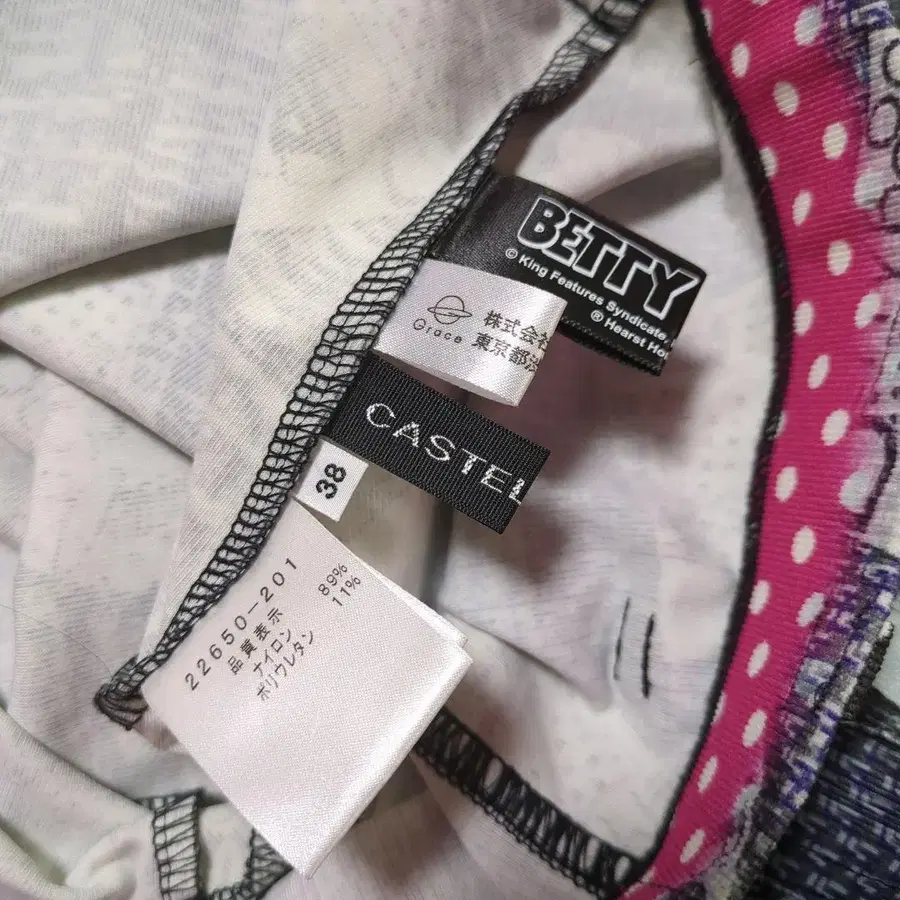 BETTY
© King Features Syndicate,
® Hearst Ho
Grace
株式会社
東京都渋
CASTEL
38
22650-201
品質表示
ナイロン 89%
ポリウレタン 11%